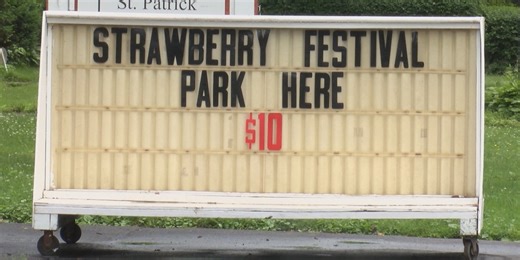 St. Patrick
STRAWBERRY FESTIVAL
PARK HERE
$10